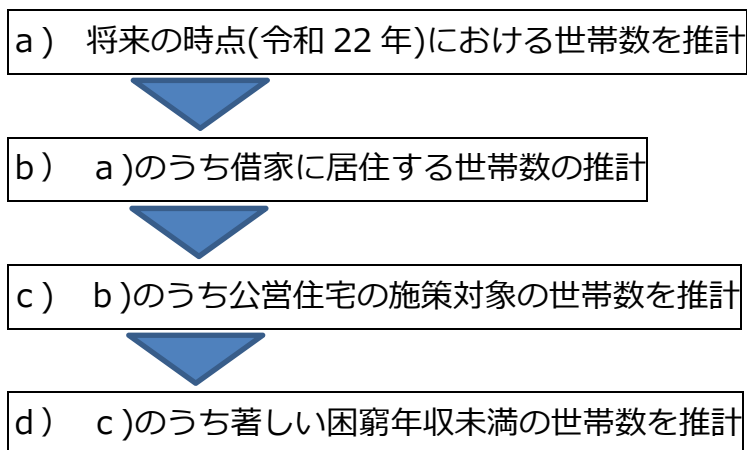 a） 将来の時点(令和 22 年)における世帯数を推計
b） a)のうち借家に居住する世帯数の推計
c） b)のうち公営住宅の施策対象の世帯数を推計
d） c)のうち著しい困窮年収未満の世帯数を推計